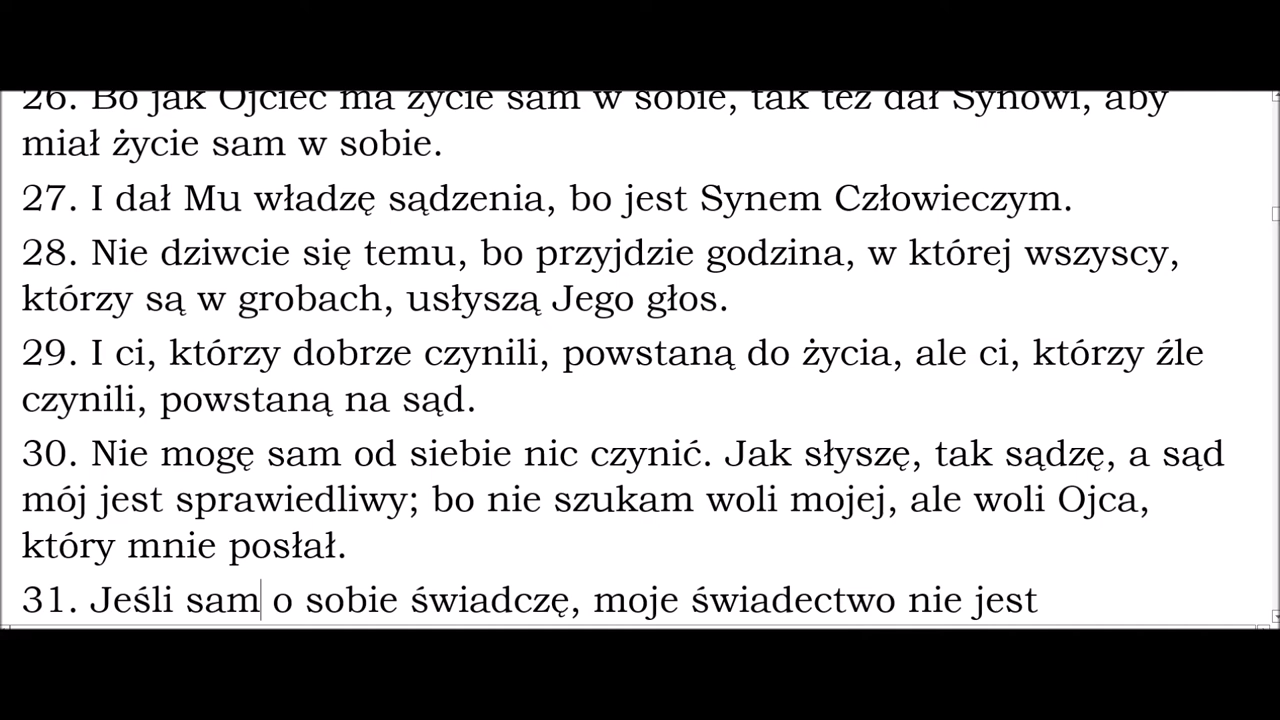 26. Bo jak Ojciec ma życie sam w sobie, tak też dał Synowi, aby
miał życie sam w sobie.
27. I dał Mu władzę sądzenia, bo jest Synem Człowieczym.
28. Nie dziwcie się temu, bo przyjdzie godzina, w której wszyscy,
którzy są w grobach, usłyszą Jego głos.
29. I ci, którzy dobrze czynili, powstaną do życia, ale ci, którzy źle
czynili, powstaną na sąd.
30. Nie mogę sam od siebie nic czynić. Jak słyszę, tak sądzę, a sąd
mój jest sprawiedliwy; bo nie szukam woli mojej, ale woli Ojca,
który mnie posłał.
31. Jeśli sam o sobie świadczę, moje świadectwo nie jest